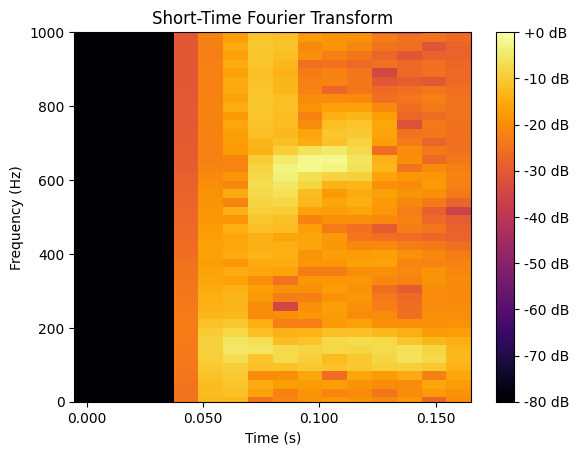 Short-Time Fourier Transform
1000
800
600
400
200
0
Frequency (Hz)
0.000
0.050
0.100
0.150
Time (s)
+0 dB
-10 dB
-20 dB
-30 dB
-40 dB
-50 dB
-60 dB
-70 dB
-80 dB